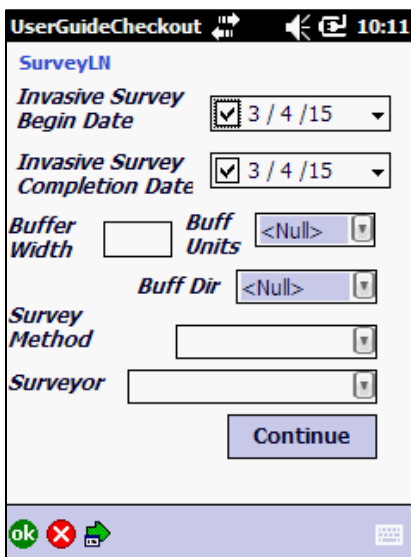 UserGuideCheckout 10:11
SurveyLN
Invasive Survey
Begin Date
3 / 4 /15
Invasive Survey
Completion Date
3 / 4 /15
Buffer
Width
Buff
Units
<Null>
Buff Dir
<Null>
Survey
Method
Surveyor
Continue
ok